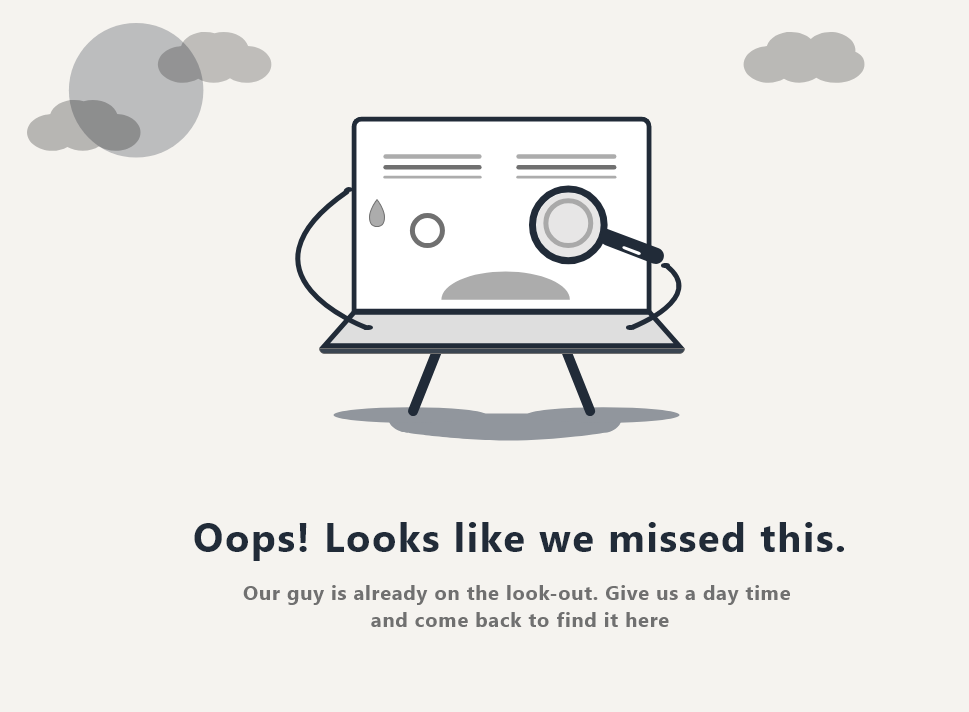 Oops! Looks like we missed this.
Our guy is already on the look-out. Give us a day time
and come back to find it here